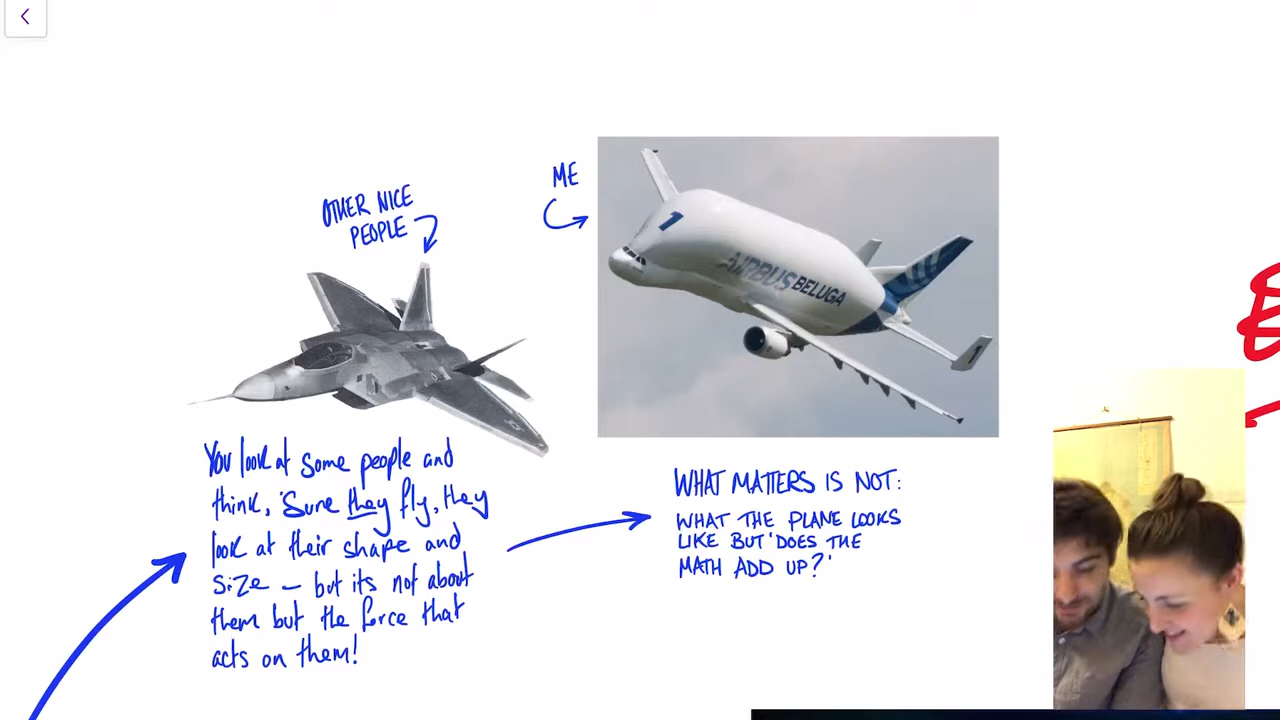 OTHER NICE
PEOPLE
ME
1
AIRBUS BELUGA
1
You look at some people and
think, 'Sure they fly, they
look at their shape and
size – but its not about
them but the force that
acts on them!
WHAT MATTERS IS NOT:
WHAT THE PLANE LOOKS
LIKE BUT 'DOES THE
MATH ADD UP?'